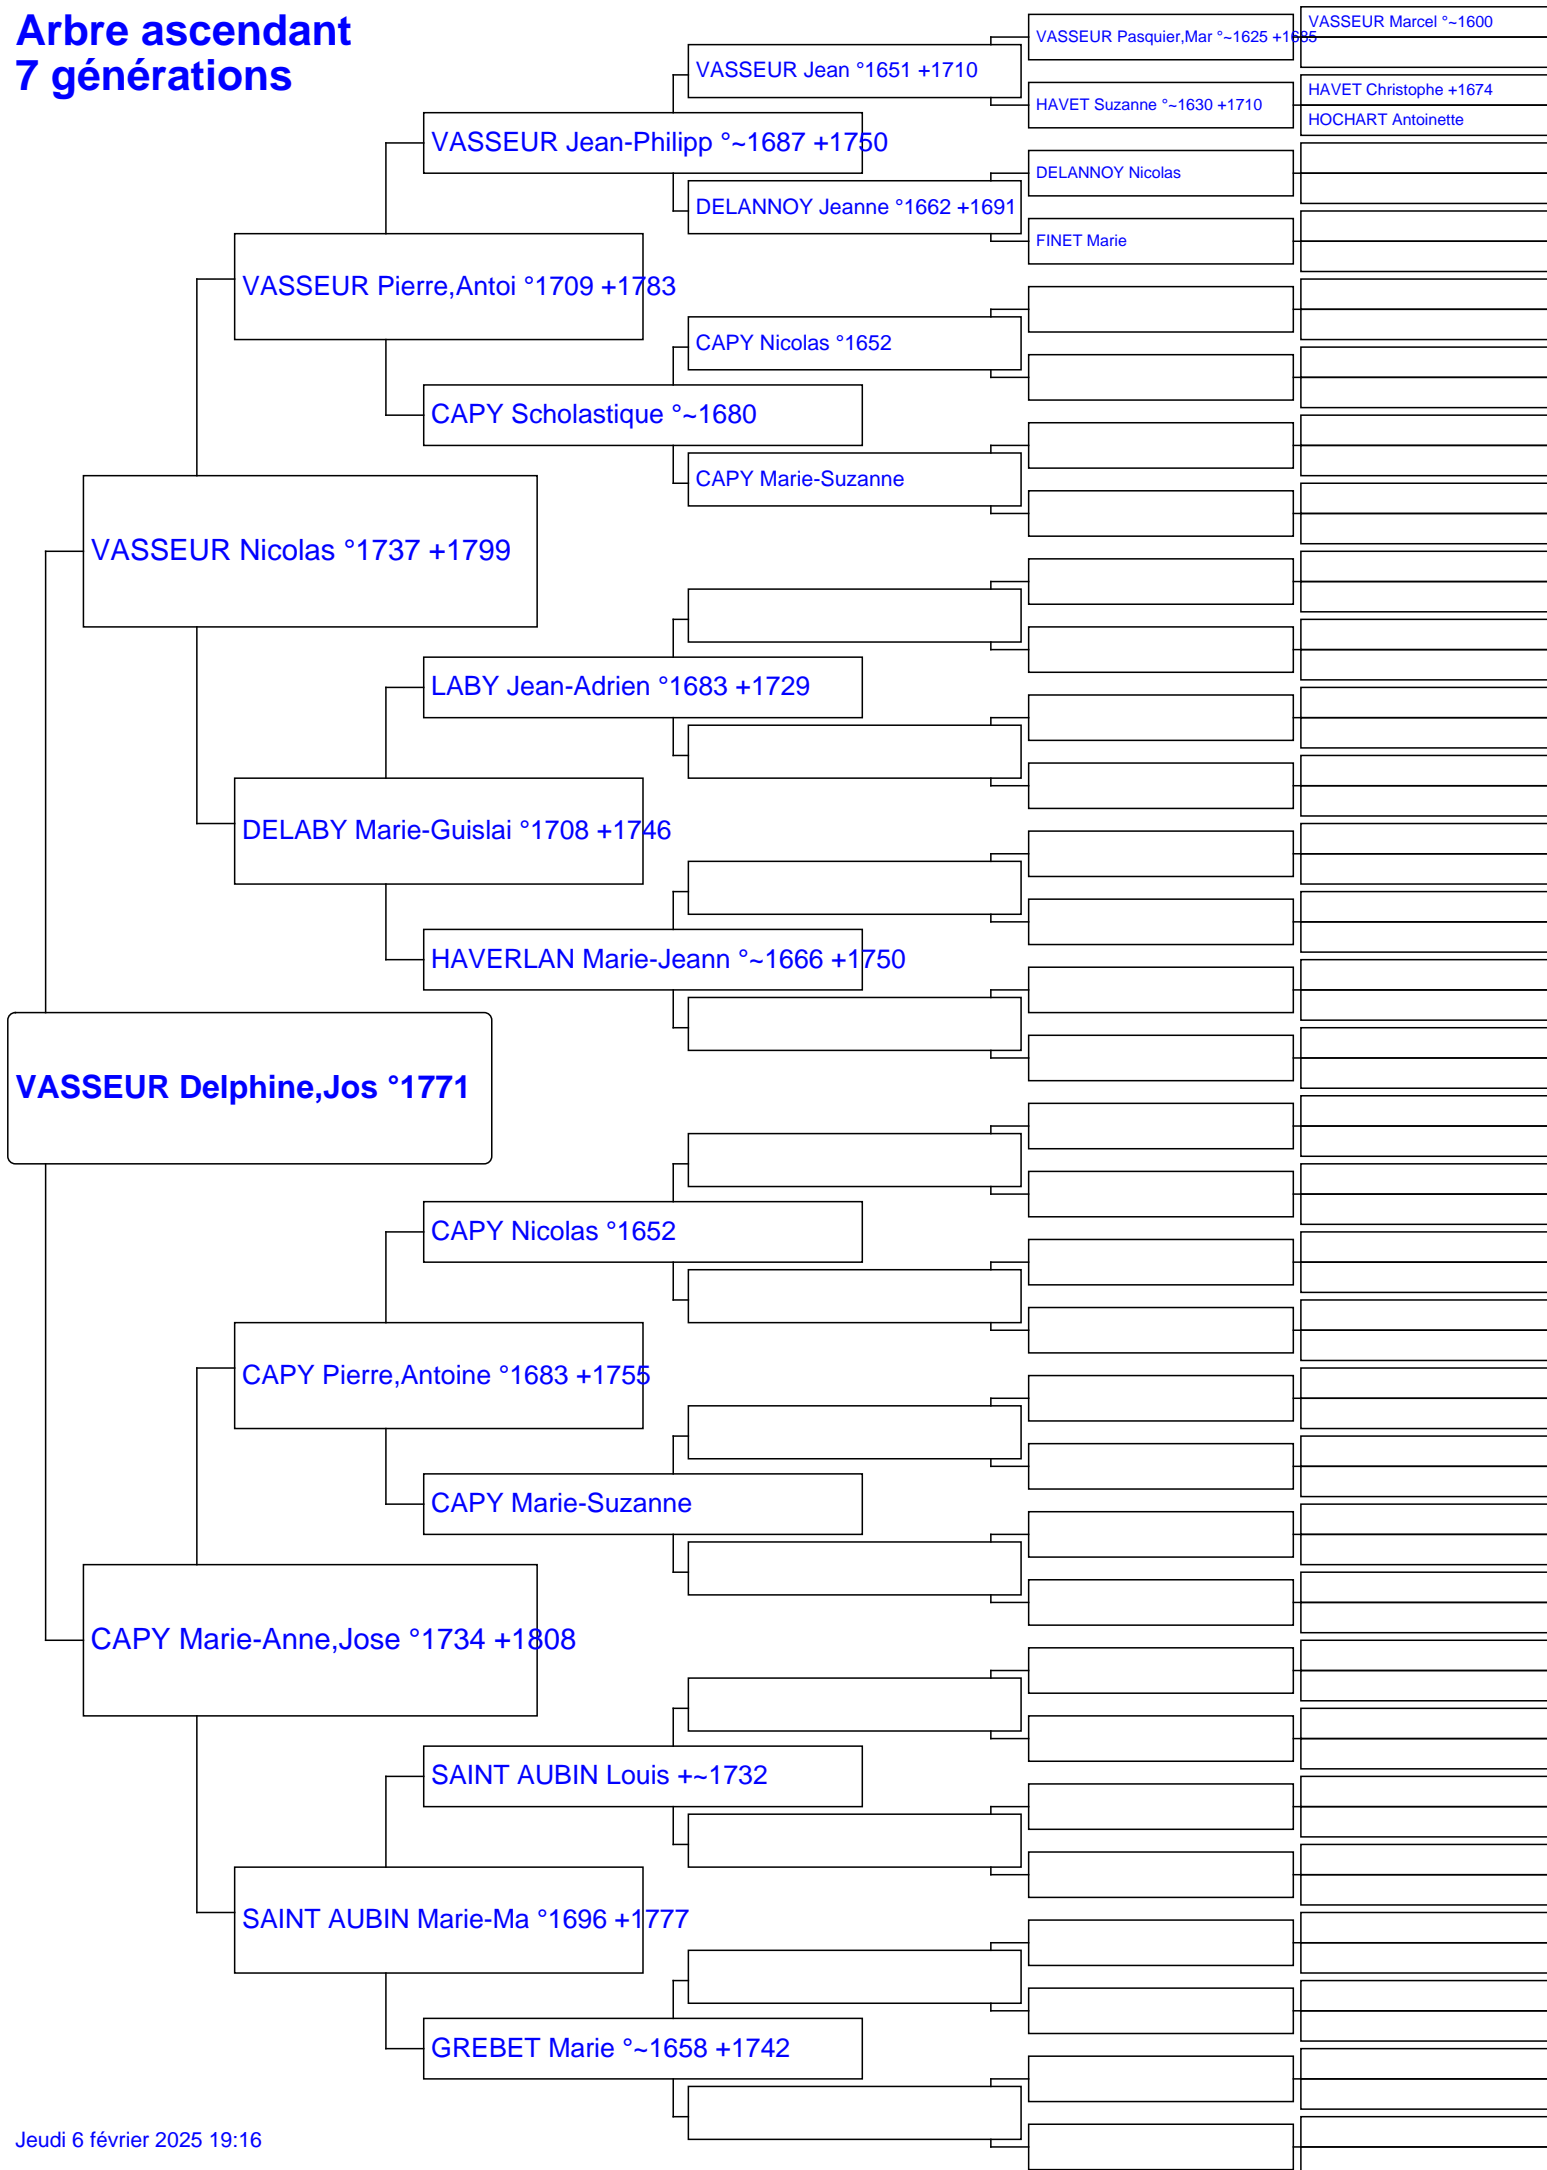 Arbre ascendant
7 générations
VASSEUR Marcel °~1600
VASSEUR Pasquier,Mar °~1625 +1685
VASSEUR Jean °1651 +1710
HAVET Christophe +1674
HAVET Suzanne °~1630 +1710
HOCHART Antoinette
VASSEUR Jean-Philipp °~1687 +1750
DELANNOY Nicolas
DELANNOY Jeanne °1662 +1691
FINET Marie
VASSEUR Pierre,Antoi °1709 +1783
CAPY Nicolas °1652
CAPY Scholastique °~1680
CAPY Marie-Suzanne
VASSEUR Nicolas °1737 +1799
LABY Jean-Adrien °1683 +1729
DELABY Marie-Guislai °1708 +1746
HAVERLAN Marie-Jeann °~1666 +1750
VASSEUR Delphine,Jos °1771
CAPY Nicolas °1652
CAPY Pierre,Antoine °1683 +1755
CAPY Marie-Suzanne
CAPY Marie-Anne,Jose °1734 +1808
SAINT AUBIN Louis +~1732
SAINT AUBIN Marie-Ma °1696 +1777
GREBET Marie °~1658 +1742
Jeudi 6 février 2025 19:16